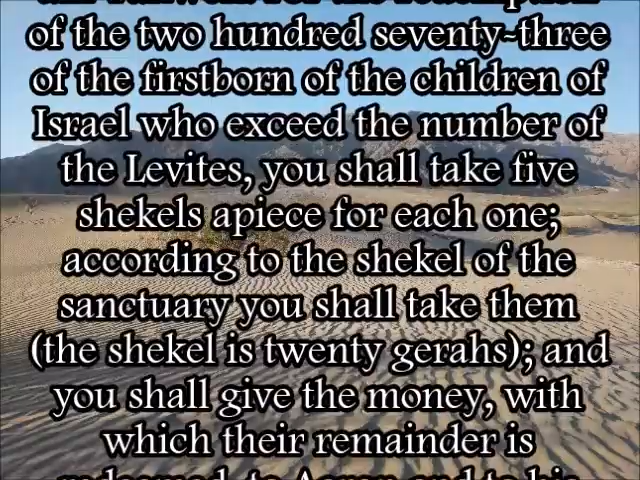 of the two hundred seventy-three
of the firstborn of the children of
Israel who exceed the number of
the Levites, you shall take five
shekels apiece for each one;
according to the shekel of the
sanctuary you shall take them
(the shekel is twenty gerahs); and
you shall give the money, with
which their remainder is